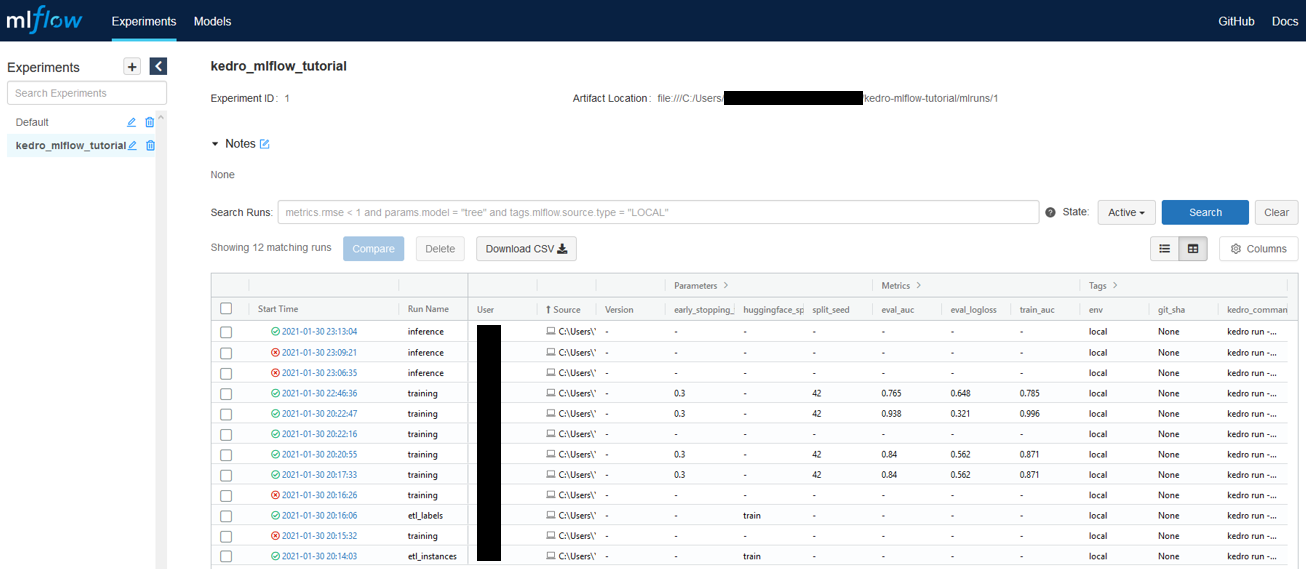 mlflow Experiments Models GitHub Docs
Experiments
Search Experiments
Default
kedro_mlflow_tutorial
kedro_mlflow_tutorial
Experiment ID : 1 Artifact Location : file:///C:/Users/ /kedro-mlflow-tutorial/mlruns/1
Notes
None
Search Runs: metrics.rmse < 1 and params.model = "tree" and tags.mlflow.source.type = "LOCAL" State: Active Search Clear
Showing 12 matching runs Compare Delete Download CSV Columns
Parameters > Metrics > Tags >
Start Time Run Name User Source Version early_stopping_ huggingface_sp split_seed eval_auc eval_logloss train_auc env git_sha kedro_comman
2021-01-30 23:13:04 inference C:\Users\ - - - - - - - local None kedro run -...
2021-01-30 23:09:21 inference C:\Users\ - - - - - - - local None kedro run -...
2021-01-30 23:06:35 inference C:\Users\ - - - - - - - local None kedro run -...
2021-01-30 22:46:36 training C:\Users\ - 0.3 - 42 0.765 0.648 0.785 local None kedro run -...
2021-01-30 20:22:47 training C:\Users\ - 0.3 - 42 0.938 0.321 0.996 local None kedro run -...
2021-01-30 20:22:16 training C:\Users\ - - - - - - - local None kedro run -...
2021-01-30 20:20:55 training C:\Users\ - 0.3 - 42 0.84 0.562 0.871 local None kedro run -...
2021-01-30 20:17:33 training C:\Users\ - 0.3 - 42 0.84 0.562 0.871 local None kedro run -...
2021-01-30 20:16:26 training C:\Users\ - - - - - - - local None kedro run -...
2021-01-30 20:16:06 etl_labels C:\Users\ - - train - - - - local None kedro run -...
2021-01-30 20:15:32 training C:\Users\ - - - - - - - local None kedro run -...
2021-01-30 20:14:03 etl_instances C:\Users\ - - train - - - - local None kedro run -...